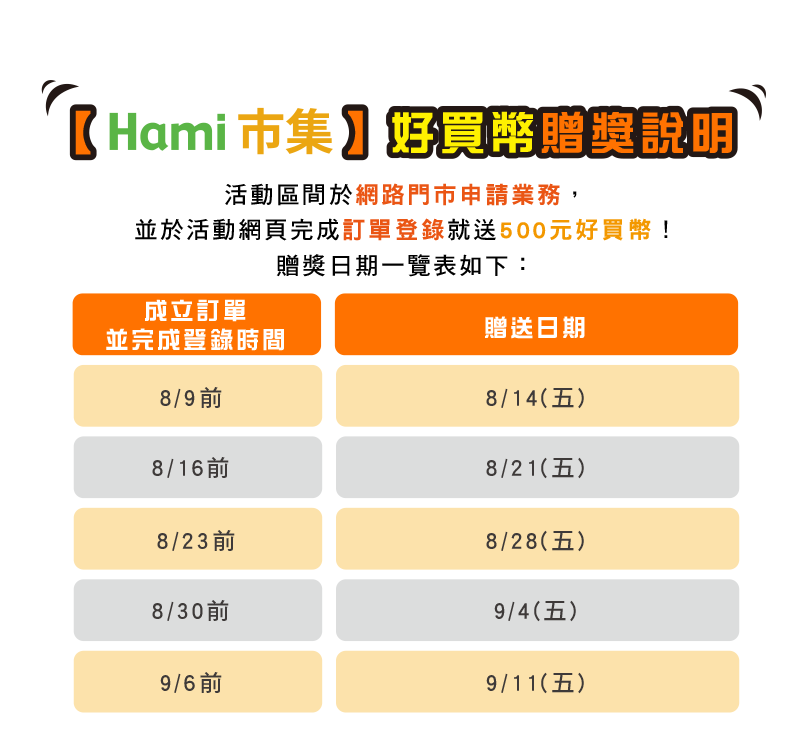 【Hami 市集】好買幣贈獎說明
活動區間於網路門市申請業務，
並於活動網頁完成訂單登錄就送500元好買幣！
贈獎日期一覽表如下：
成立訂單
並完成登錄時間
贈送日期
8/9前
8/14(五)
8/16前
8/21(五)
8/23前
8/28(五)
8/30前
9/4(五)
9/6前
9/11(五)